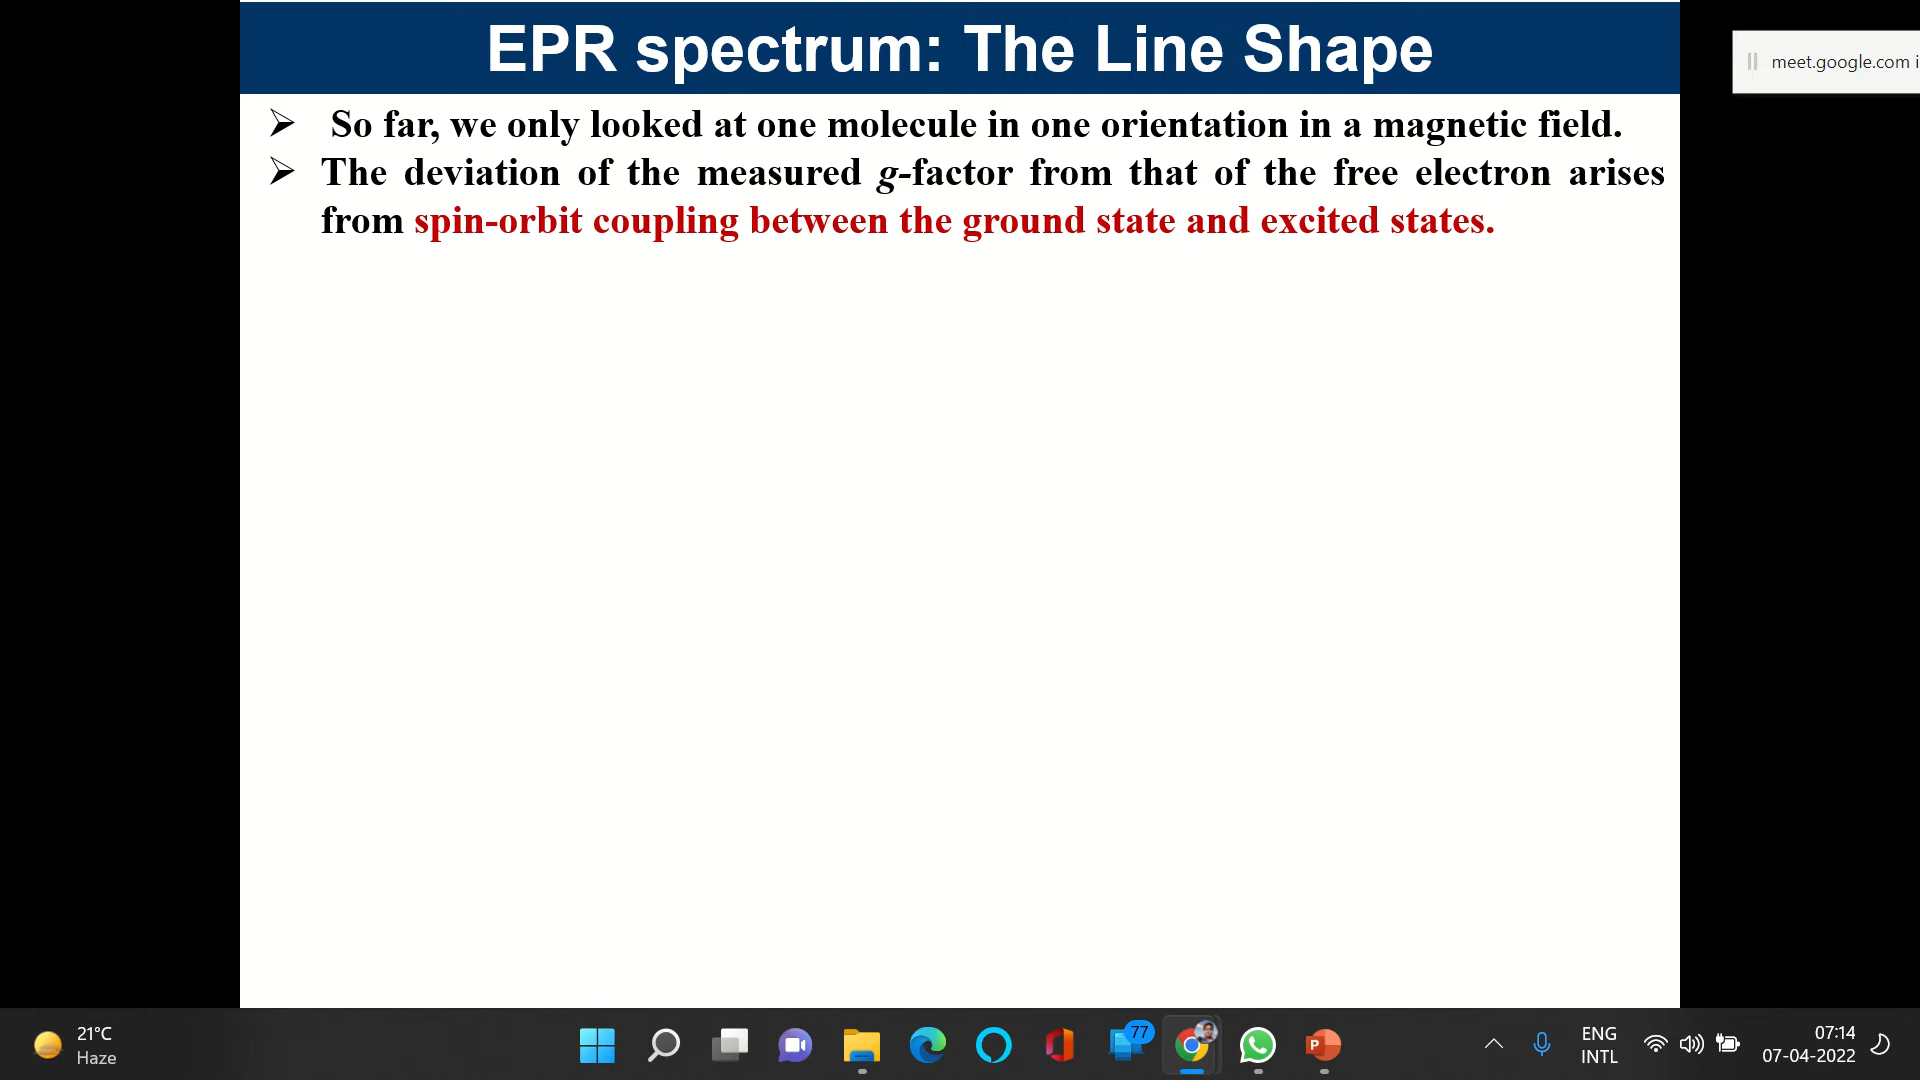 EPR spectrum: The Line Shape
meet.google.com i
➢ So far, we only looked at one molecule in one orientation in a magnetic field.
➢ The deviation of the measured g-factor from that of the free electron arises
from spin-orbit coupling between the ground state and excited states.
21°C
Haze
77
P
ENG
INTL
07:14
07-04-2022